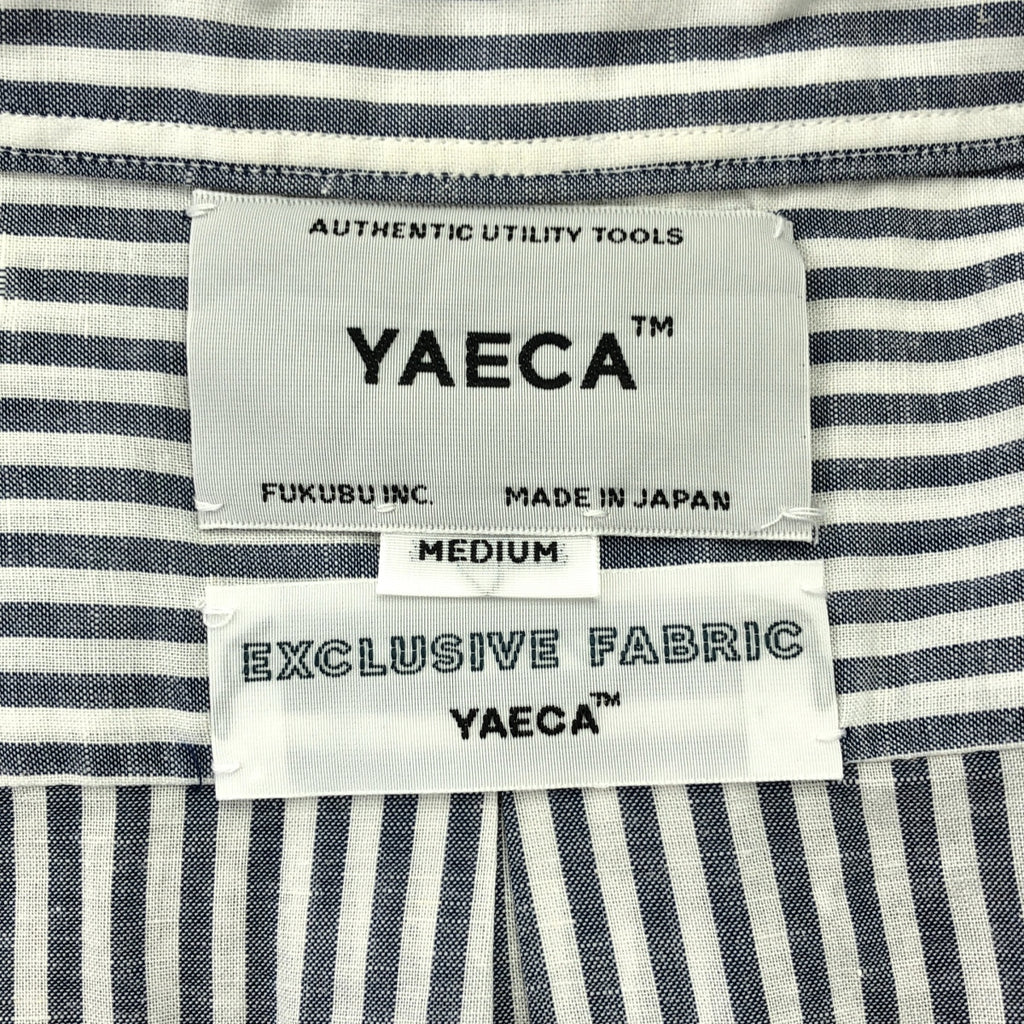 AUTHENTIC UTILITY TOOLS
YAECA™
FUKUBU INC. MADE IN JAPAN
MEDIUM
EXCLUSIVE FABRIC
YAECA™